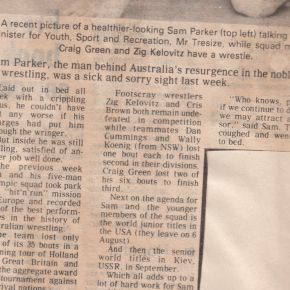 A recent picture of a healthier-looking Sam Parker (top left) talking
nister for Youth, Sport and Recreation, Mr Tresize, while squad m
Craig Green and Zig Kelovitz have a wrestle.
m Parker, the man behind Australia's resurgence in the nobl
wrestling, was a sick and sorry sight last week.
aid out in bed all
eek with a crippling
us, he couldn't have
t any worse if his
arges had put him
ough the wringer.
But inside he was still
ling, satisfied of an-
er job well done.
he previous week
and his five-man
mpic squad took park
"hit'n'run" mission
Europe and recorded
of the best perform-
es in the history of
tralian wrestling.
he team lost only
of its 35 bouts in a
ning tour of Holland
Great Britain and
the aggregate award
tournament against
rival nations.
Footscray wrestlers
Zig Kelovitz and Cris
Brown both remain unde-
feated in competition
while teammates Dan
Cummings and Wally
Koenig (from NSW) lost
one bout each to finish
second in their divisions.
Craig Green lost two of
his six bouts to finish
third.
Next on the agenda for
Sam and the younger
members of the squad is
the world junior titles in
the USA (they leave on 6
August).
And then the senior
world titles in Kiev,
USSR, in September.
Which all adds up to a
lot of hard work for Sam
"Who knows, m
if we continue to d
we may attract a
sor," said Sam. T
coughed and went
to bed.